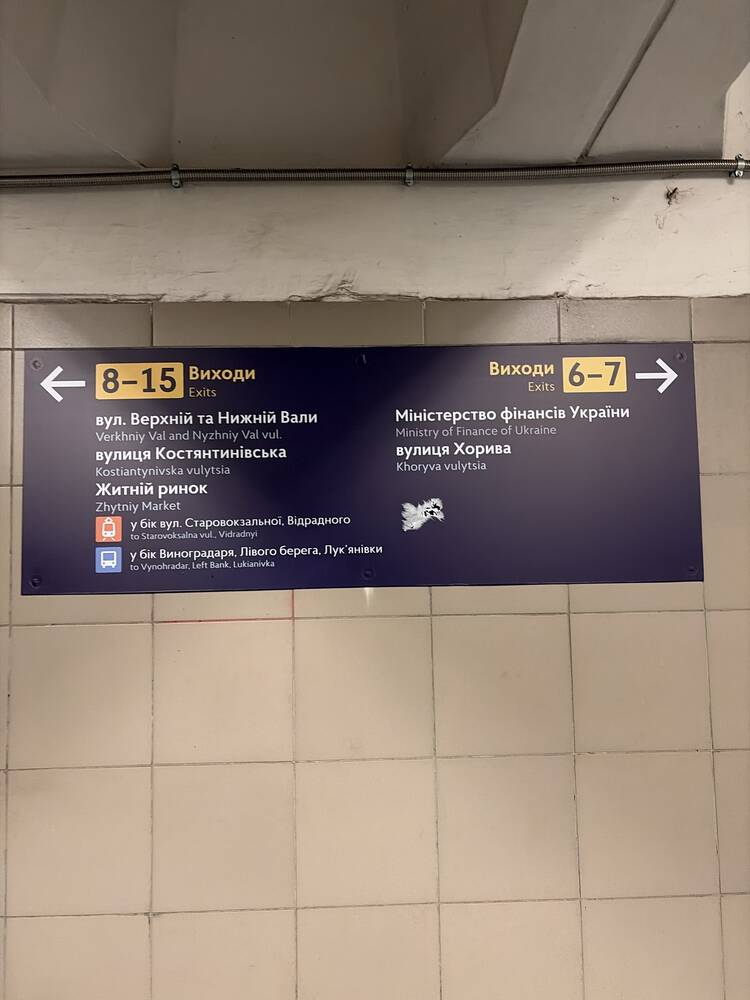 8–15 Виходи
Exits
вул. Верхній та Нижній Вали
Verkhniy Val and Nyzhniy Val vul.
вулиця Костянтинівська
Kostiantynivska vulytsia
Житній ринок
Zhytniy Market
у бік вул. Старовокзальної, Відрадного
to Starovoksalna vul., Vidradnyi
у бік Виноградаря, Лівого берега, Лук'янівки
to Vynohradar, Left Bank, Lukianivka
Виходи 6–7
Exits
Міністерство фінансів України
Ministry of Finance of Ukraine
вулиця Хорива
Khoryva vulytsia